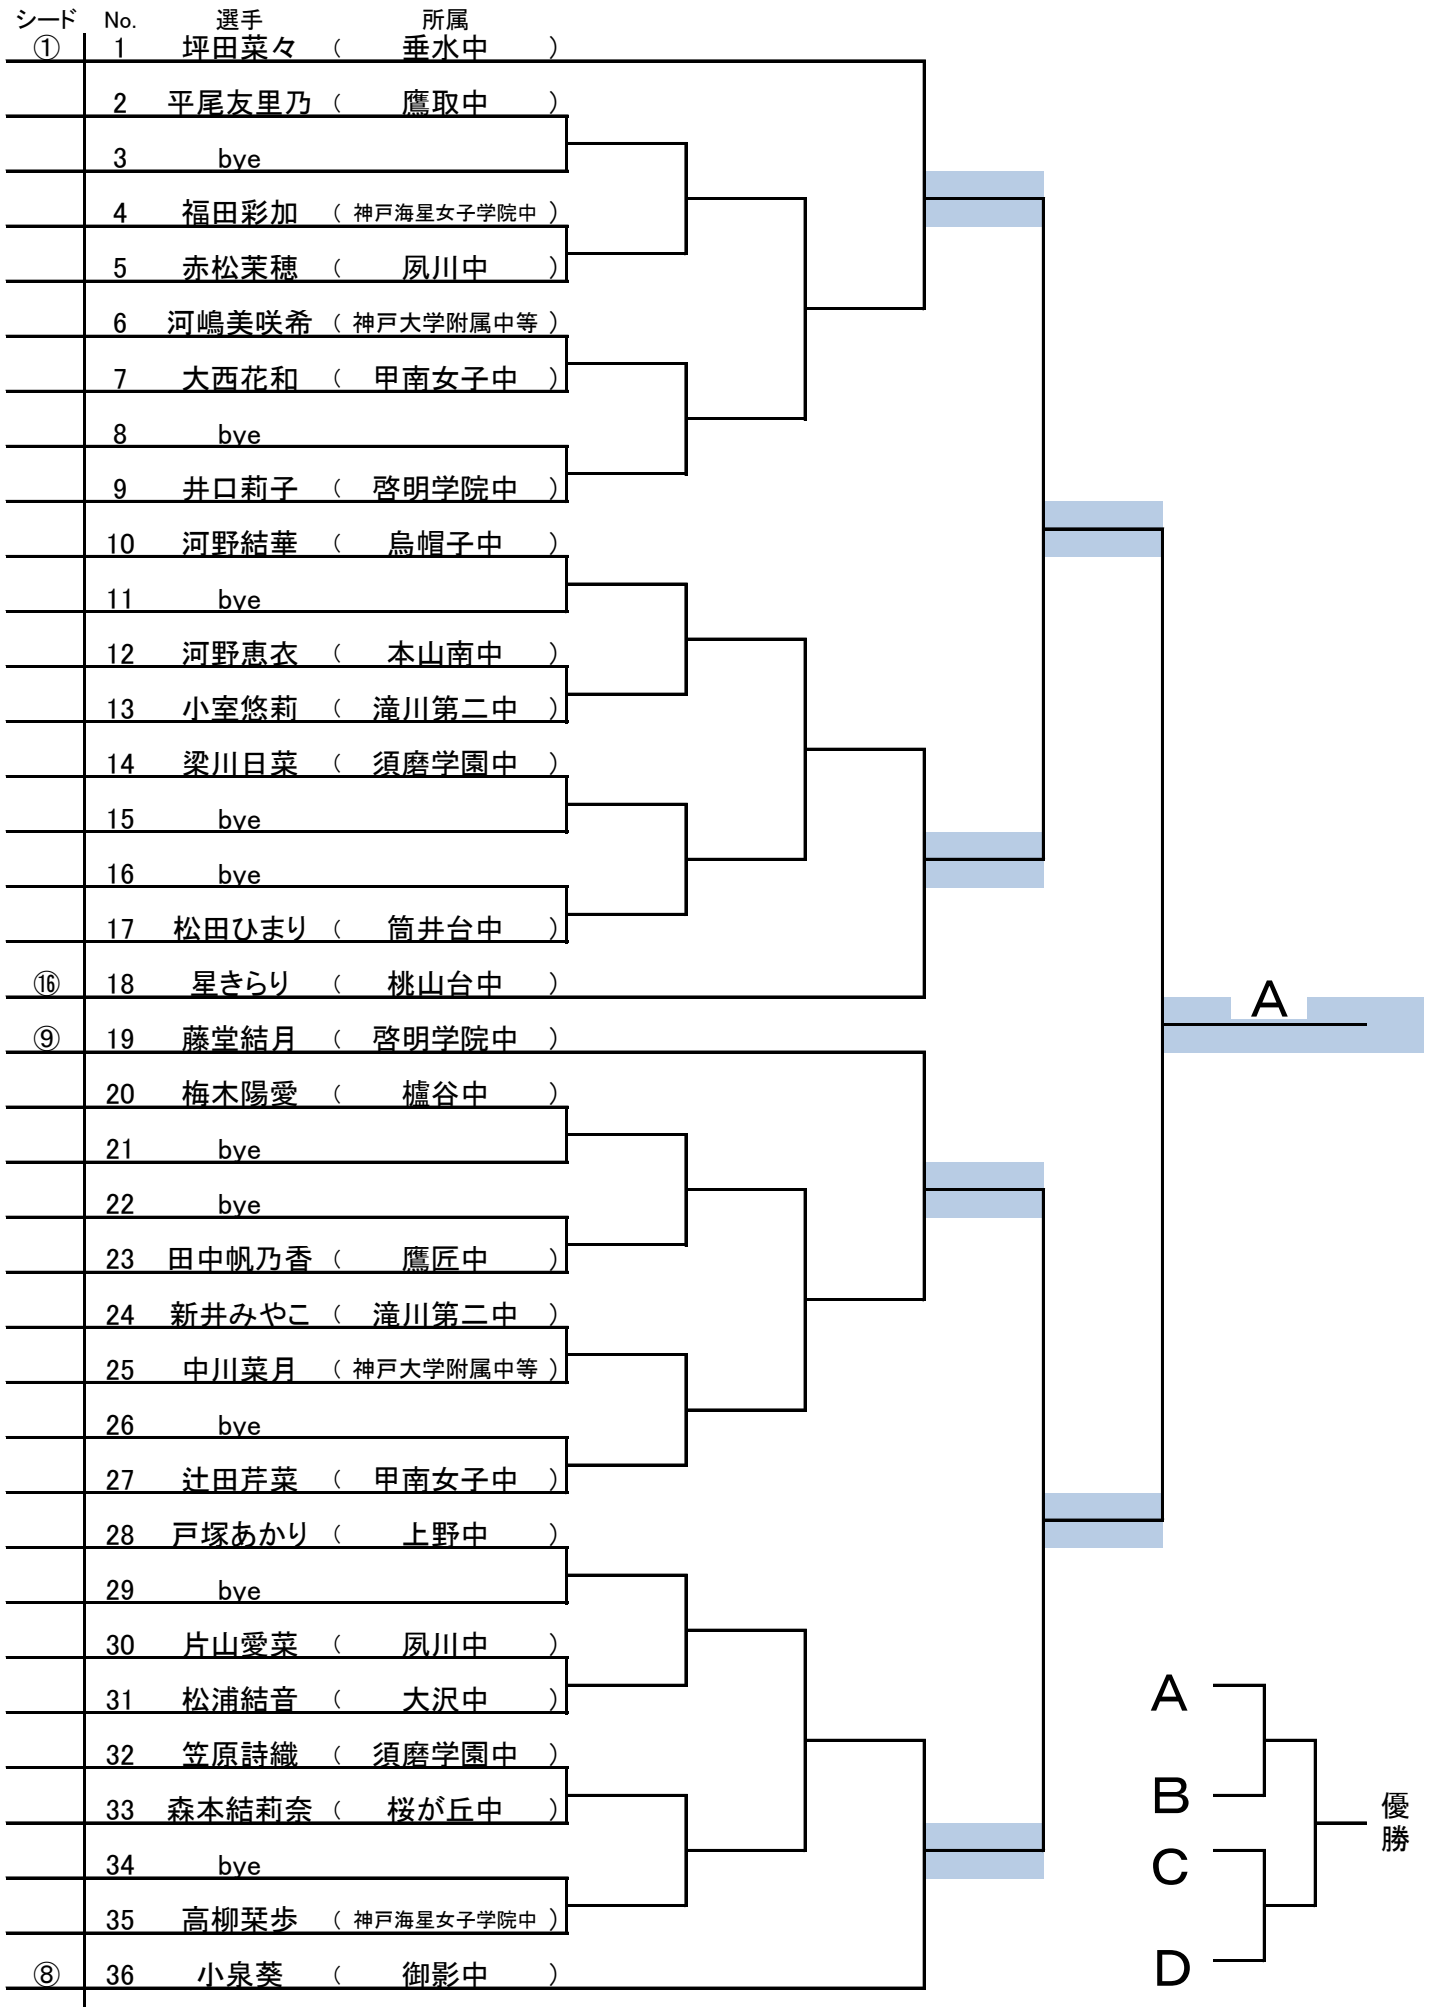 シード No. 選手 所属
① 1 坪田菜々 ( 垂水中 )
2 平尾友里乃 ( 鷹取中 )
3 bye
4 福田彩加 ( 神戸海星女子学院中 )
5 赤松茉穂 ( 夙川中 )
6 河嶋美咲希 ( 神戸大学附属中等 )
7 大西花和 ( 甲南女子中 )
8 bye
9 井口莉子 ( 啓明学院中 )
10 河野結華 ( 烏帽子中 )
11 bye
12 河野恵衣 ( 本山南中 )
13 小室悠莉 ( 滝川第二中 )
14 梁川日菜 ( 須磨学園中 )
15 bye
16 bye
17 松田ひまり ( 筒井台中 )
⑯ 18 星きらり ( 桃山台中 )
A
⑨ 19 藤堂結月 ( 啓明学院中 )
20 梅木陽愛 ( 櫨谷中 )
21 bye
22 bye
23 田中帆乃香 ( 鷹匠中 )
24 新井みやこ ( 滝川第二中 )
25 中川菜月 ( 神戸大学附属中等 )
26 bye
27 辻田芹菜 ( 甲南女子中 )
28 戸塚あかり ( 上野中 )
29 bye
30 片山愛菜 ( 夙川中 )
31 松浦結音 ( 大沢中 )
32 笠原詩織 ( 須磨学園中 )
33 森本結莉奈 ( 桜が丘中 )
34 bye
35 高柳栞歩 ( 神戸海星女子学院中 )
⑧ 36 小泉葵 ( 御影中 )
A
B
C
D
優勝